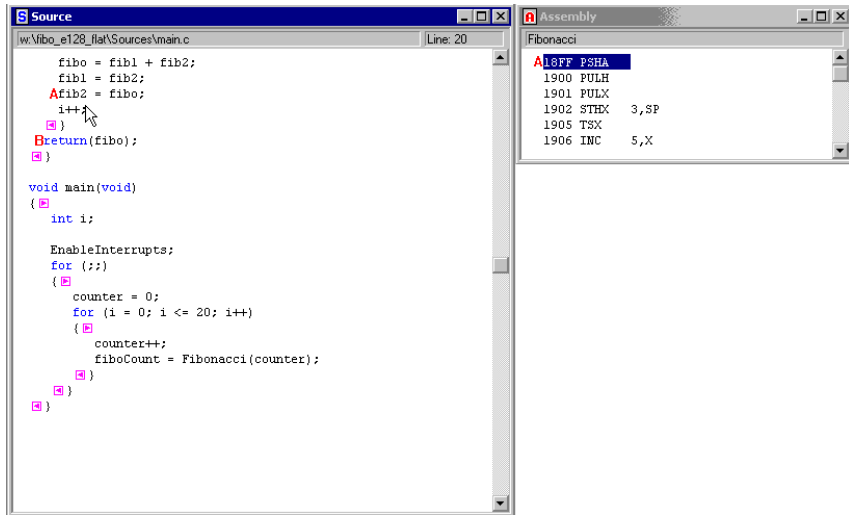 S Source
w:\fibo_e128_flat\Sources\main.c Line: 20
fibo = fib1 + fib2;
fib1 = fib2;
Afib2 = fibo;
i++;
}
Breturn(fibo);
}
void main(void)
{
int i;
EnableInterrupts;
for (;;)
{
counter = 0;
for (i = 0; i <= 20; i++)
{
counter++;
fiboCount = Fibonacci(counter);
}
}
}
A Assembly
Fibonacci
A18FF PSHA
1900 PULH
1901 PULX
1902 STHX 3,SP
1905 TSX
1906 INC 5,X